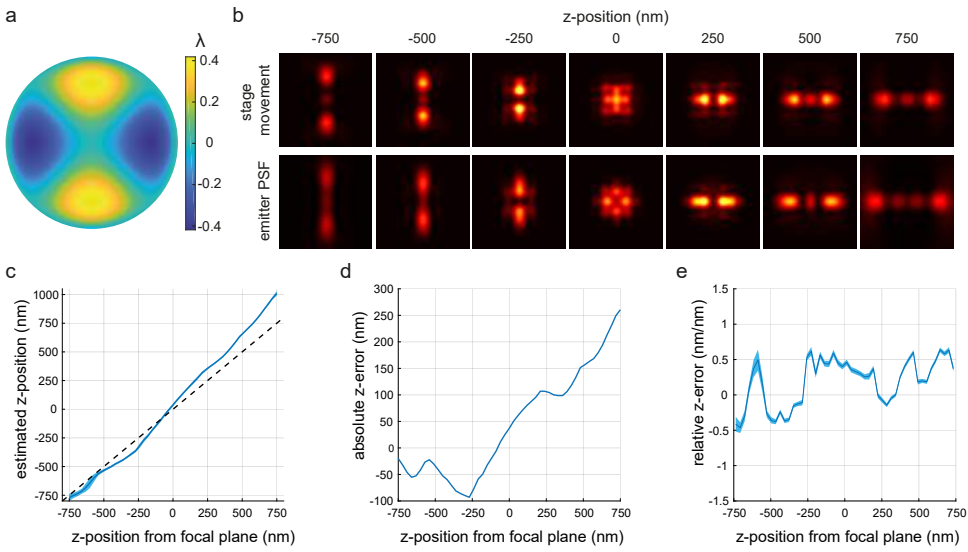 a
λ
0.4
0.2
0
-0.2
-0.4
b
z-position (nm)
-750 -500 -250 0 250 500 750
stage
movement
emitter PSF
c
estimated z-position (nm)
1000
750
500
250
0
-250
-500
-750
-750 -500 -250 0 250 500 750
z-position from focal plane (nm)
d
absolute z-error (nm)
300
250
200
150
100
50
0
-50
-100
-750 -500 -250 0 250 500 750
z-position from focal plane (nm)
e
relative z-error (nm/nm)
1.5
1
0.5
0
-0.5
-1
-1.5
-750 -500 -250 0 250 500 750
z-position from focal plane (nm)